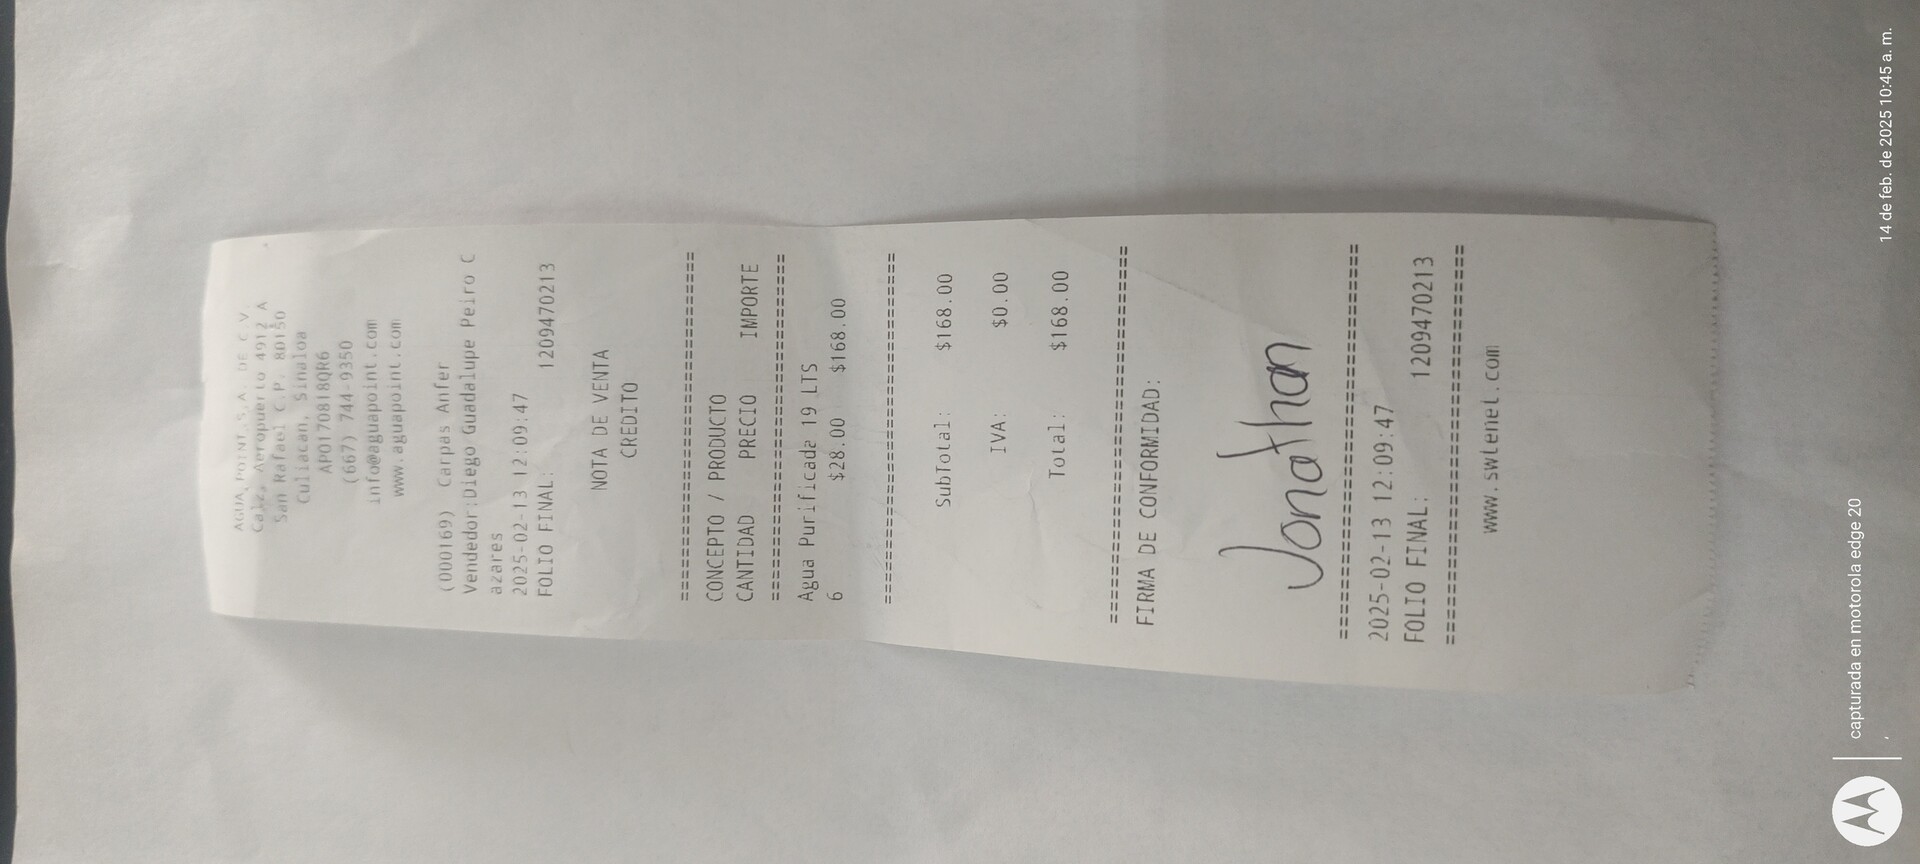 AGUA POINT S.A. DE C.V.
Calz. Aeropuerto 4912 A
San Rafael C.P. 80150
Culiacan, Sinaloa
APO170818QR6
(667) 744-9350
info@aguapoint.com
www.aguapoint.com
(000169) Carpas Anfer
Vendedor:Diego Guadalupe Peiro C
azares
2025-02-13 12:09:47
FOLIO FINAL: 1209470213
NOTA DE VENTA
CREDITO
================================
CONCEPTO / PRODUCTO
CANTIDAD PRECIO IMPORTE
================================
Agua Purificada 19 LTS
6 $28.00 $168.00
================================
SubTotal: $168.00
IVA: $0.00
Total: $168.00
================================
FIRMA DE CONFORMIDAD:
Jonathan
================================
2025-02-13 12:09:47
FOLIO FINAL: 1209470213
================================
www.swlenet.com
capturada en motorola edge 20
14 de feb. de 2025 10:45 a. m.